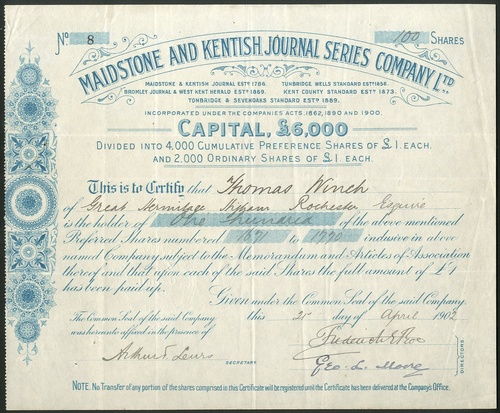 No 8
100 SHARES
MAIDSTONE AND KENTISH JOURNAL SERIES COMPANY LTD
MAIDSTONE & KENTISH JOURNAL ESTD 1786. TUNBRIDGE WELLS STANDARD ESTD 1856.
BROMLEY JOURNAL & WEST KENT HERALD ESTD 1869. KENT COUNTY STANDARD ESTD 1873.
TONBRIDGE & SEVENOAKS STANDARD ESTD 1889.
INCORPORATED UNDER THE COMPANIES ACTS, 1862, 1890 AND 1900.
CAPITAL, £6,000
DIVIDED INTO 4,000 CUMULATIVE PREFERENCE SHARES OF £1. EACH.
AND 2,000 ORDINARY SHARES OF £1. EACH.
This is to Certify that Thomas Winch
of Great Hermitage Higham Rochester Esquire
is the holder of One Hundred of the above mentioned
Preferred Shares numbered 1691 to 1790 inclusive in above
named Company, subject to the Memorandum and Articles of Association
thereof and that upon each of the said Shares the full amount of £1
has been paid up.
Given under the Common Seal of the said Company
The Common Seal of the said Company
this 21st day of April 1902
was hereunto affixed in the presence of
Arthur Lewis
SECRETARY.
Geo. L. Moore
DIRECTORS.
NOTE. No Transfer of any portion of the shares comprised in this Certificate will be registered until the Certificate has been delivered at the Company's Office.